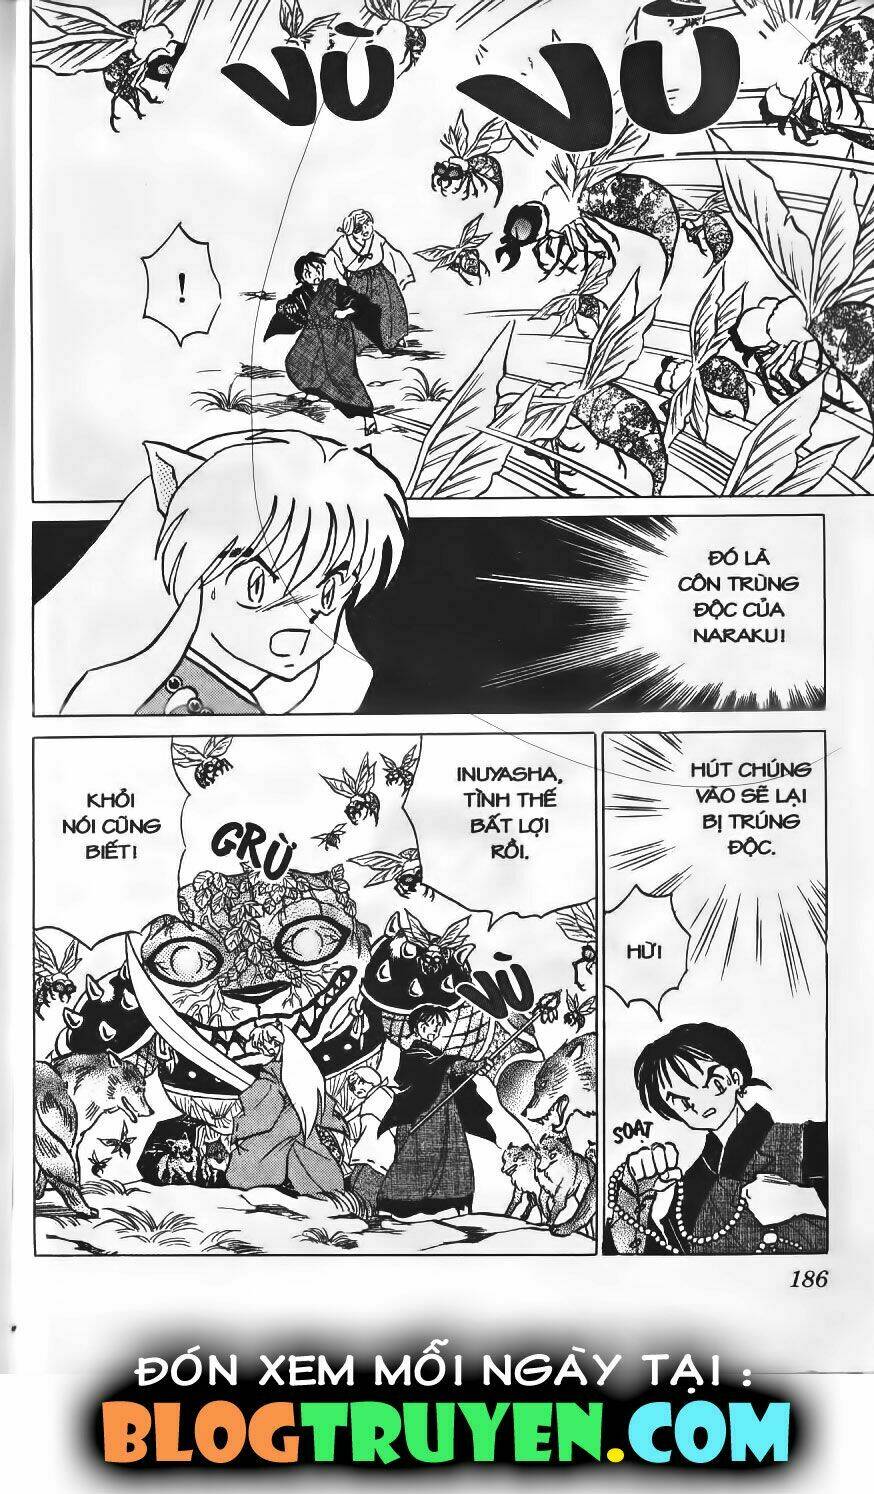 VÙ VÙ
!
ĐÓ LÀ
CÔN TRÙNG
ĐỘC CỦA
NARAKU!
HÚT CHÚNG
VÀO SẼ LẠI
BỊ TRÚNG
ĐỘC.
HỪ!
SOẠT
INUYASHA,
TÌNH THẾ
BẤT LỢI
RỒI.
VÙ
GRỪ
KHỎI
NÓI CŨNG
BIẾT!
186
ĐÓN XEM MỖI NGÀY TẠI :
BLOGTRUYEN.COM